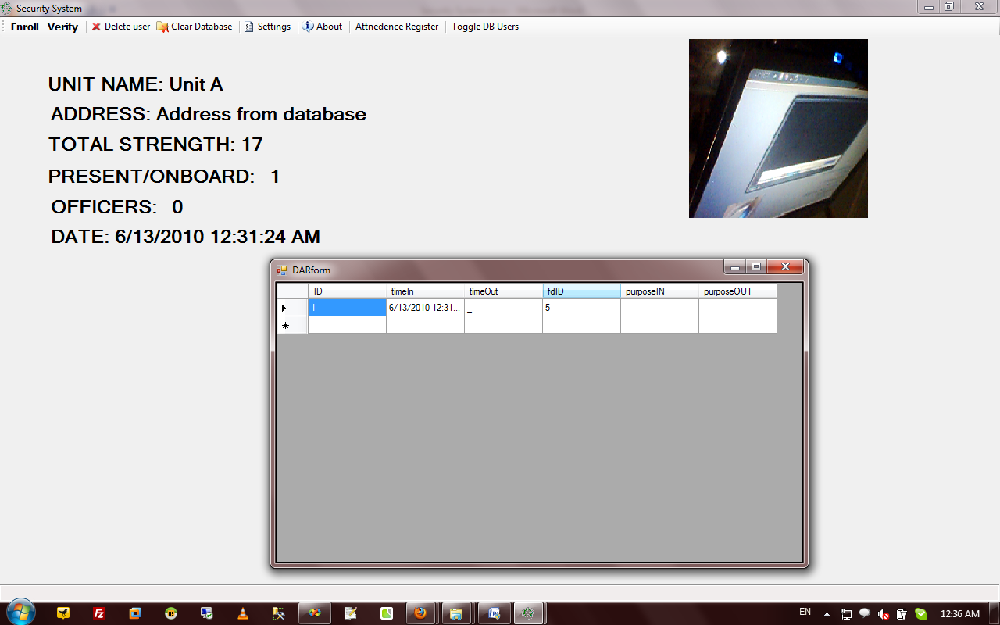 Security System
Enroll Verify Delete user Clear Database Settings About Attnedence Register Toggle DB Users
UNIT NAME: Unit A
ADDRESS: Address from database
TOTAL STRENGTH: 17
PRESENT/ONBOARD: 1
OFFICERS: 0
DATE: 6/13/2010 12:31:24 AM
DARform
ID timeIn timeOut fdID purposeIN purposeOUT
1 6/13/2010 12:31... _ 5
EN 12:36 AM